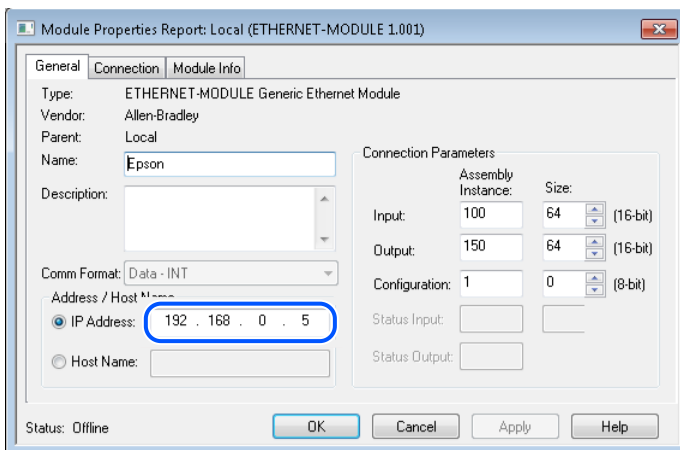 Module Properties Report: Local (ETHERNET-MODULE 1.001)
General Connection Module Info
Type: ETHERNET-MODULE Generic Ethernet Module
Vendor: Allen-Bradley
Parent: Local
Name: Epson
Description:
Comm Format: Data - INT
Address / Host Name
IP Address: 192 . 168 . 0 . 5
Host Name:
Connection Parameters
Assembly
Instance: Size:
Input: 100 64 (16-bit)
Output: 150 64 (16-bit)
Configuration: 1 0 (8-bit)
Status Input:
Status Output:
Status: Offline
OK Cancel Apply Help